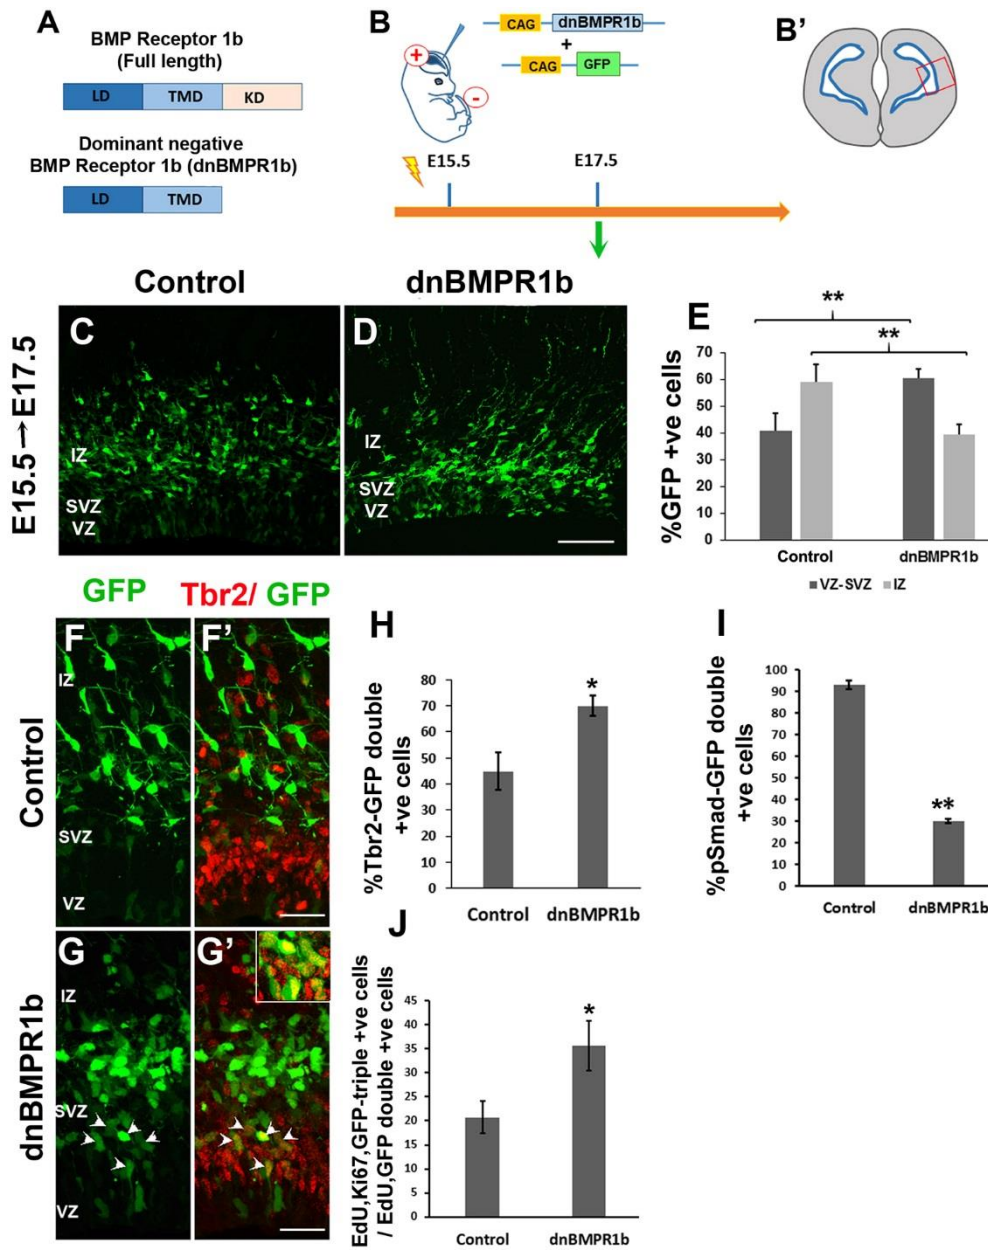 A
BMP Receptor 1b
(Full length)
LD TMD KD
Dominant negative
BMP Receptor 1b (dnBMPR1b)
LD TMD
B
CAG dnBMPR1b
+
CAG GFP
+
-
E15.5 E17.5
B'
Control dnBMPR1b
E15.5→E17.5
C
IZ
SVZ
VZ
D
IZ
SVZ
VZ
E
**
**
%GFP +ve cells
70
60
50
40
30
20
10
0
Control dnBMPR1b
VZ-SVZ IZ
GFP Tbr2/ GFP
Control
F
IZ
SVZ
VZ
F'
dnBMPR1b
G
IZ
SVZ
VZ
G'
H
%Tbr2-GFP double
+ve cells
80
70
60
50
40
30
20
10
0
*
Control dnBMPR1b
I
%pSmad-GFP double
+ve cells
100
90
80
70
60
50
40
30
20
10
0
**
Control dnBMPR1b
J
EdU,Ki67,GFP-triple +ve cells
/ EdU,GFP double +ve cells
45
40
35
30
25
20
15
10
5
0
*
Control dnBMPR1b